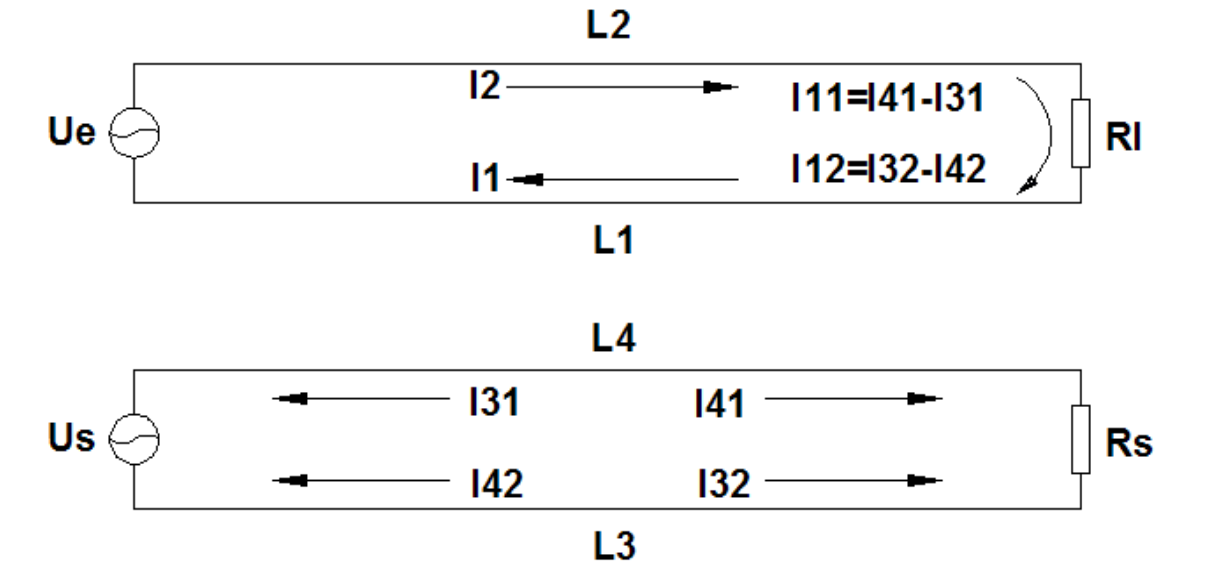 L2
I2
I11=I41-I31
Ue
Rl
I1
I12=I32-I42
L1
L4
I31
I41
Us
Rs
I42
I32
L3